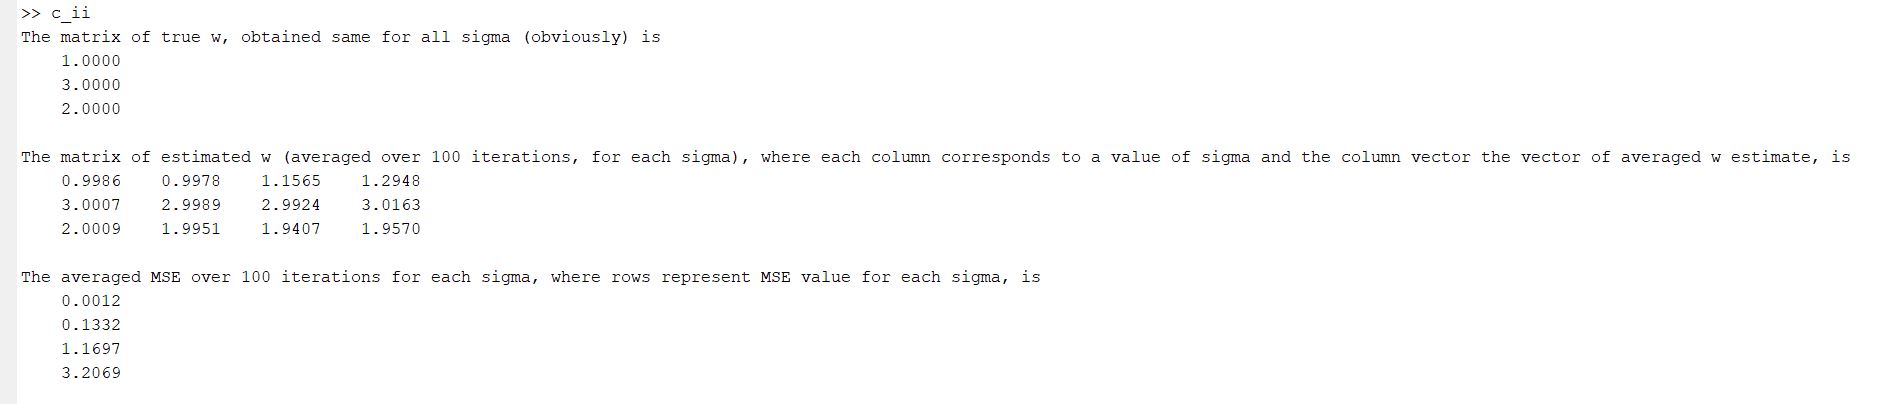 >> c_ii
The matrix of true w, obtained same for all sigma (obviously) is
1.0000
3.0000
2.0000
The matrix of estimated w (averaged over 100 iterations, for each sigma), where each column corresponds to a value of sigma and the column vector the vector of averaged w estimate, is
0.9986 0.9978 1.1565 1.2948
3.0007 2.9989 2.9924 3.0163
2.0009 1.9951 1.9407 1.9570
The averaged MSE over 100 iterations for each sigma, where rows represent MSE value for each sigma, is
0.0012
0.1332
1.1697
3.2069